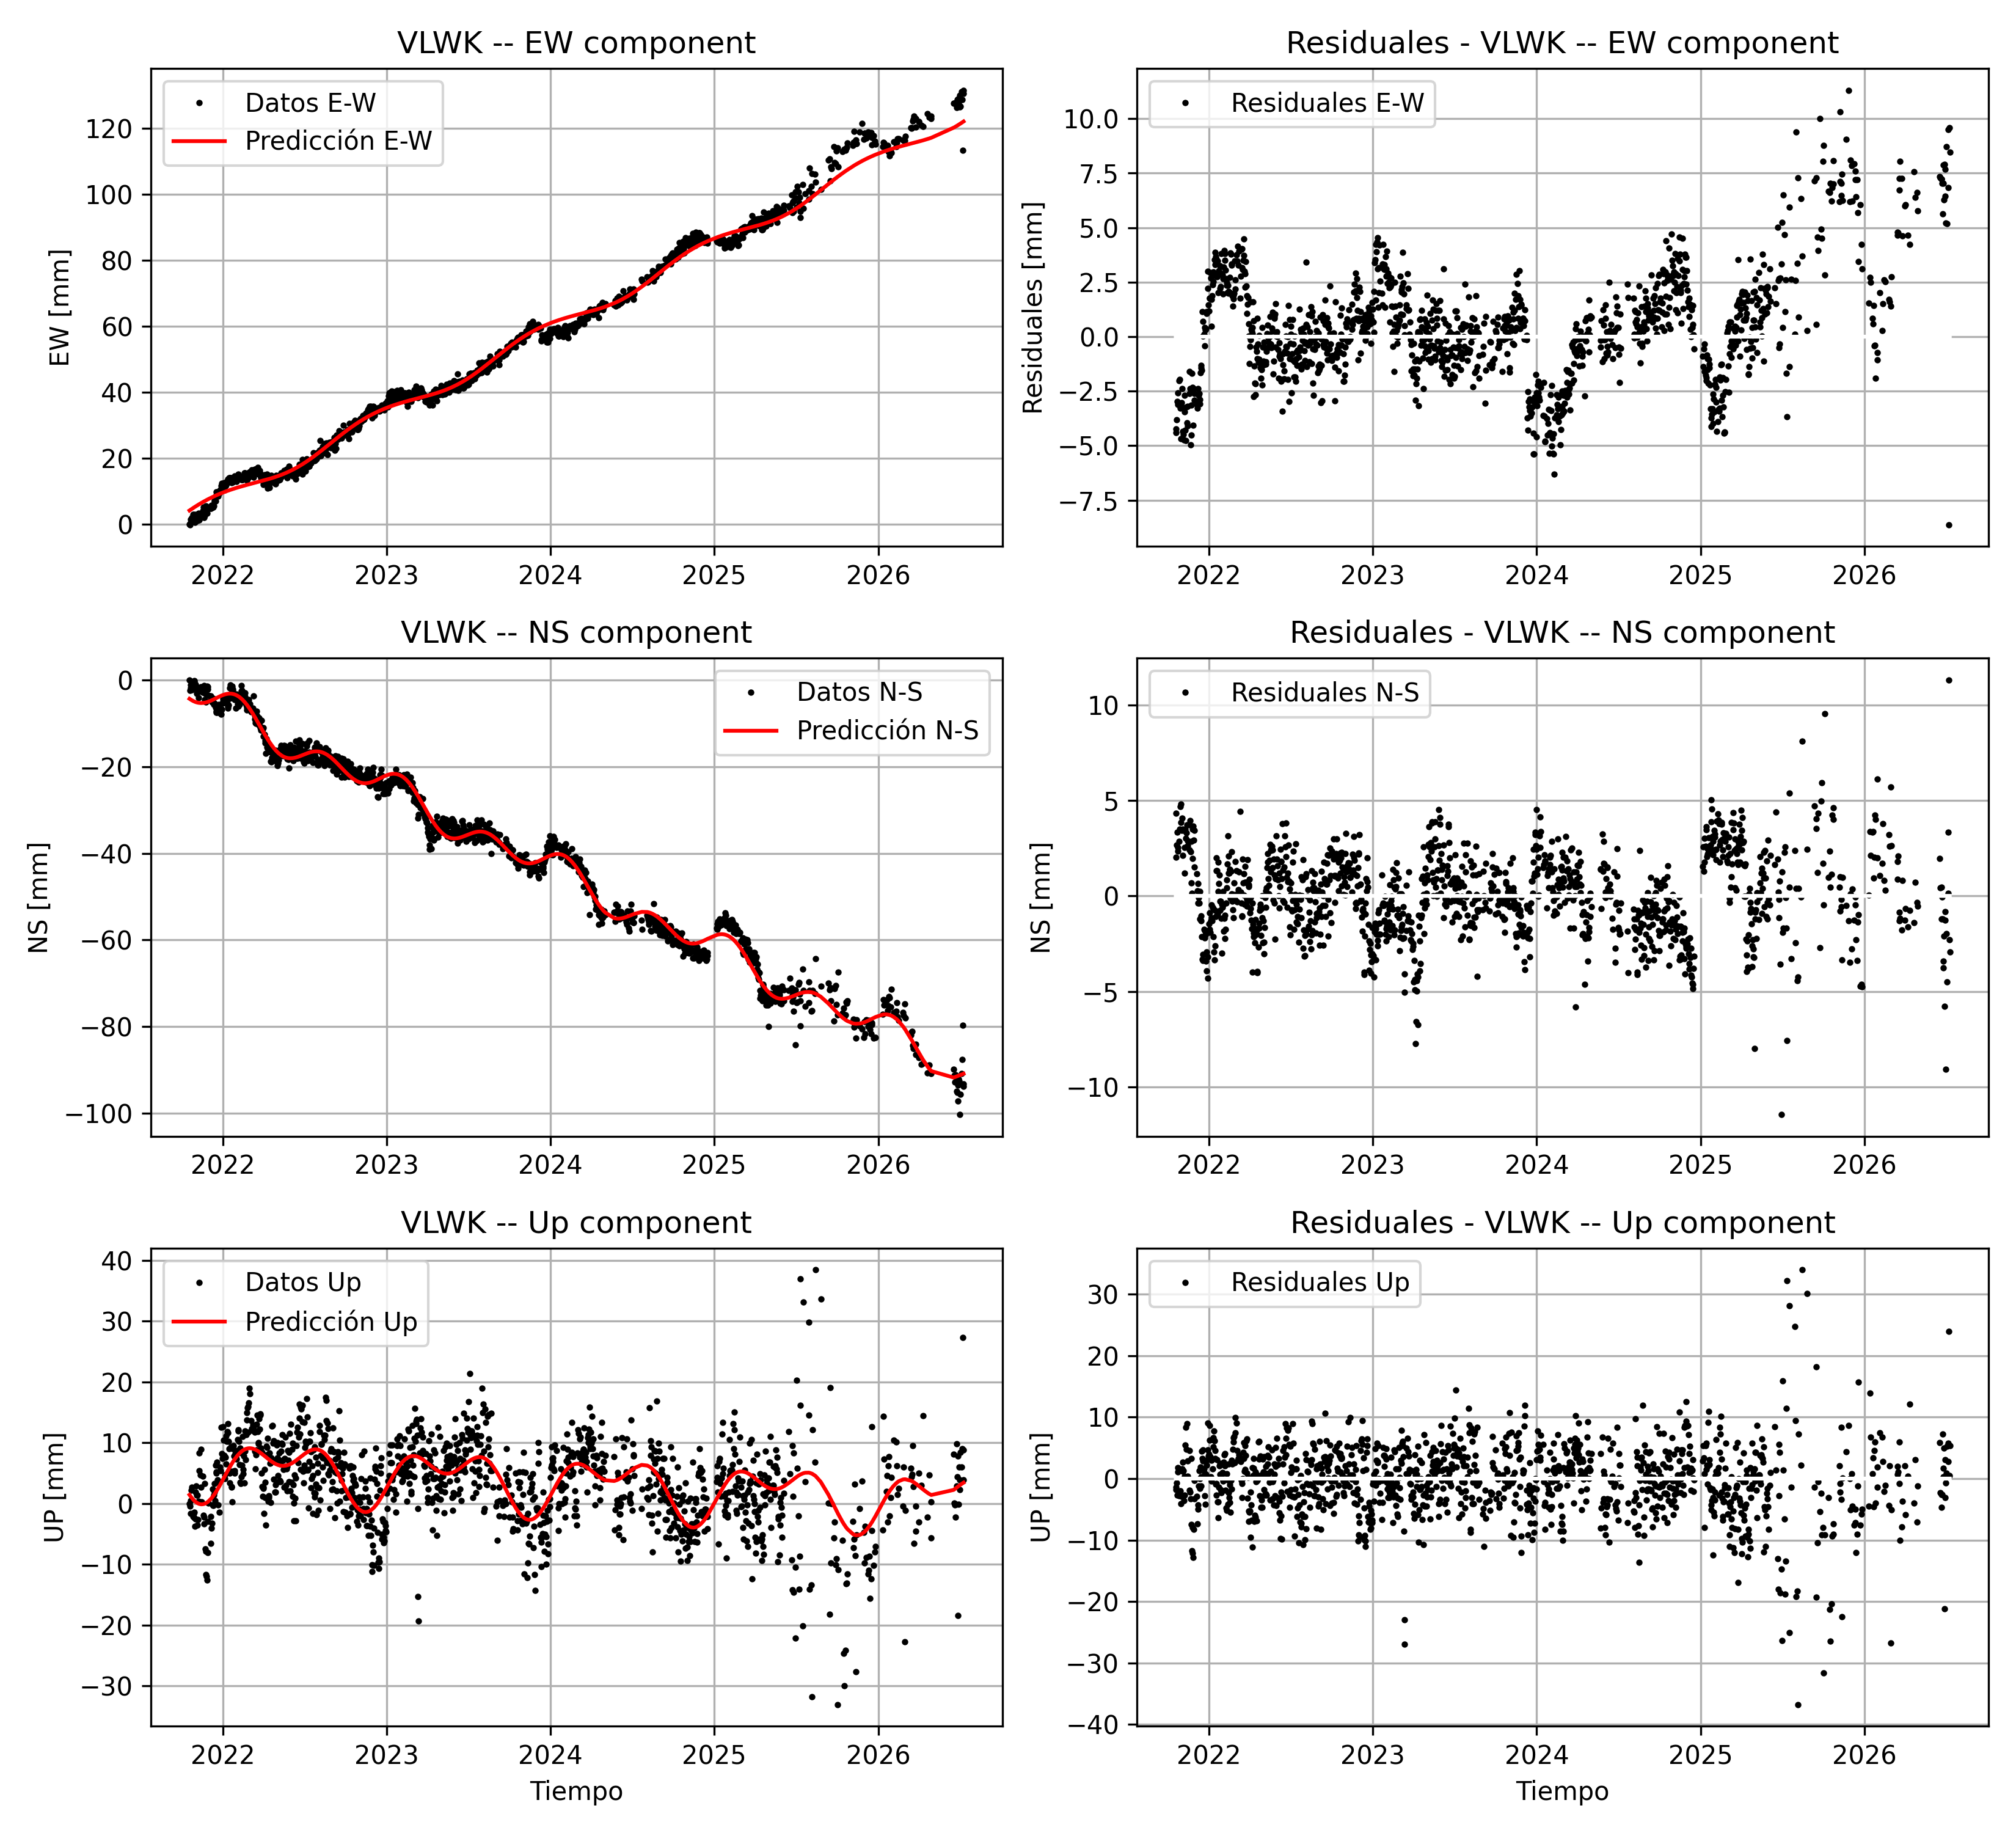 VLWK -- EW component
Residuales - VLWK -- EW component
Datos E-W
Predicción E-W
Residuales E-W
EW [mm]
120
100
80
60
40
20
0
2022 2023 2024 2025 2026
Residuales [mm]
10.0
7.5
5.0
2.5
0.0
−2.5
−5.0
−7.5
2022 2023 2024 2025 2026
VLWK -- NS component
Residuales - VLWK -- NS component
Datos N-S
Predicción N-S
Residuales N-S
NS [mm]
0
−20
−40
−60
−80
−100
2022 2023 2024 2025 2026
NS [mm]
10
5
0
−5
−10
2022 2023 2024 2025 2026
VLWK -- Up component
Residuales - VLWK -- Up component
Datos Up
Predicción Up
Residuales Up
UP [mm]
40
30
20
10
0
−10
−20
−30
2022 2023 2024 2025 2026
Tiempo
UP [mm]
30
20
10
0
−10
−20
−30
−40
2022 2023 2024 2025 2026
Tiempo